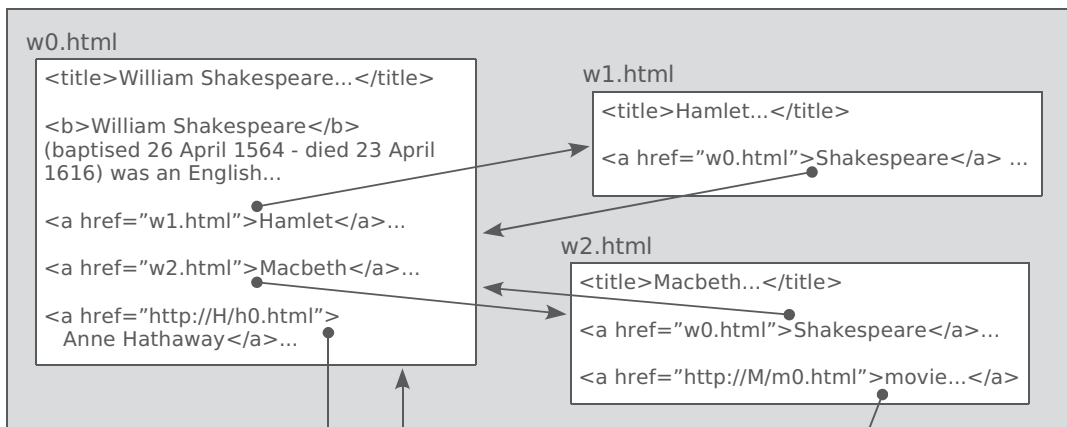 w0.html
<title>William Shakespeare...</title>
<b>William Shakespeare</b>
(baptised 26 April 1564 - died 23 April
1616) was an English...
<a href=”w1.html”>Hamlet</a>...
<a href=”w2.html”>Macbeth</a>...
<a href=”http://H/h0.html”>
Anne Hathaway</a>...
w1.html
<title>Hamlet...</title>
<a href=”w0.html”>Shakespeare</a> ...
w2.html
<title>Macbeth...</title>
<a href=”w0.html”>Shakespeare</a>...
<a href=”http://M/m0.html”>movie...</a>